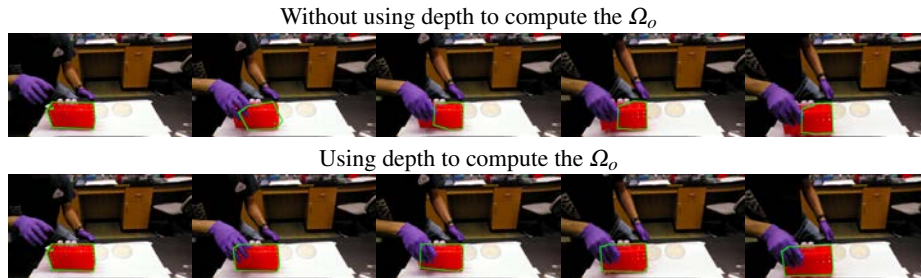 Without using depth to compute the Ωₒ
Using depth to compute the Ωₒ